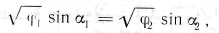 √φ₁ sin α₁ = √φ₂ sin α₂,